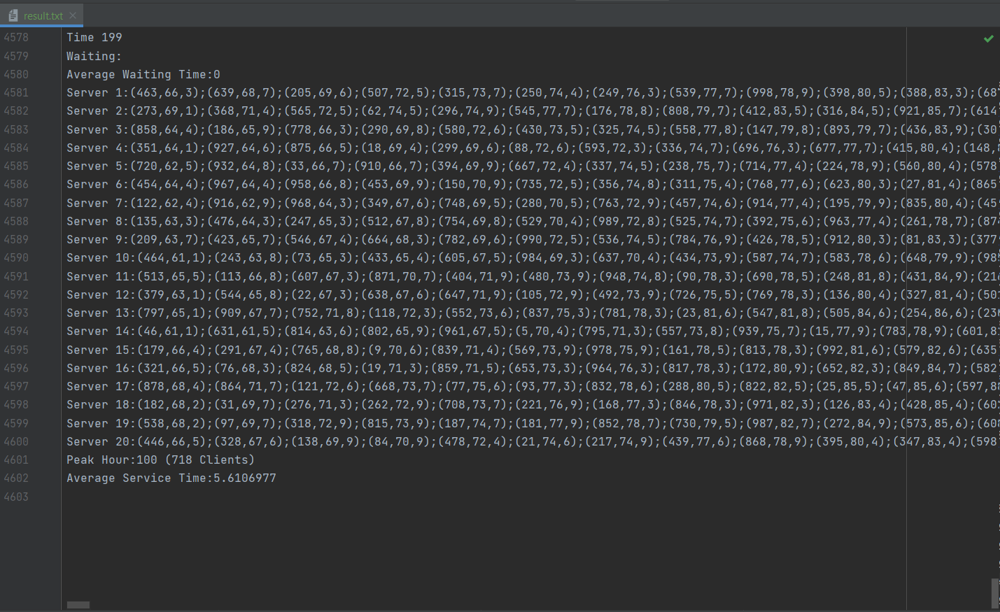 result.txt
4578 Time 199
4579 Waiting:
4580 Average Waiting Time:0
4581 Server 1:(463,66,3);(639,68,7);(205,69,6);(507,72,5);(315,73,7);(250,74,4);(249,76,3);(539,77,7);(998,78,9);(398,80,5);(388,83,3);(68
4582 Server 2:(273,69,1);(368,71,4);(565,72,5);(62,74,5);(296,74,9);(545,77,7);(176,78,8);(808,79,7);(412,83,5);(316,84,5);(921,85,7);(614
4583 Server 3:(858,64,4);(186,65,9);(778,66,3);(290,69,8);(580,72,6);(430,73,5);(325,74,5);(558,77,8);(147,79,8);(893,79,7);(436,83,9);(30
4584 Server 4:(351,64,1);(927,64,6);(875,66,5);(18,69,4);(299,69,6);(88,72,6);(593,72,3);(336,74,7);(696,76,3);(677,77,7);(415,80,4);(148,
4585 Server 5:(720,62,5);(932,64,8);(33,66,7);(910,66,7);(394,69,9);(667,72,4);(337,74,5);(238,75,7);(714,77,4);(224,78,9);(560,80,4);(578
4586 Server 6:(454,64,4);(967,64,4);(958,66,8);(453,69,9);(150,70,9);(735,72,5);(356,74,8);(311,75,4);(768,77,6);(623,80,3);(27,81,4);(865
4587 Server 7:(122,62,4);(916,62,9);(968,64,3);(349,67,6);(748,69,5);(280,70,5);(763,72,9);(457,74,6);(914,77,4);(195,79,9);(835,80,4);(45
4588 Server 8:(135,63,3);(476,64,3);(247,65,3);(512,67,8);(754,69,8);(529,70,4);(989,72,8);(525,74,7);(392,75,6);(963,77,4);(261,78,7);(87
4589 Server 9:(209,63,7);(423,65,7);(546,67,4);(664,68,3);(782,69,6);(990,72,5);(536,74,5);(784,76,9);(426,78,5);(912,80,3);(81,83,3);(377
4590 Server 10:(464,61,1);(243,63,8);(73,65,3);(433,65,4);(605,67,5);(984,69,3);(637,70,4);(434,73,9);(587,74,7);(583,78,6);(648,79,9);(98
4591 Server 11:(513,65,5);(113,66,8);(607,67,3);(871,70,7);(404,71,9);(480,73,9);(948,74,8);(90,78,3);(690,78,5);(248,81,8);(431,84,9);(21
4592 Server 12:(379,63,1);(544,65,8);(22,67,3);(638,67,6);(647,71,9);(105,72,9);(492,73,9);(726,75,5);(769,78,3);(136,80,4);(327,81,4);(50
4593 Server 13:(797,65,1);(909,67,7);(752,71,8);(118,72,3);(552,73,6);(837,75,3);(781,78,3);(23,81,6);(547,81,8);(505,84,6);(254,86,6);(23
4594 Server 14:(46,61,1);(631,61,5);(814,63,6);(802,65,9);(961,67,5);(5,70,4);(795,71,3);(557,73,8);(939,75,7);(15,77,9);(783,78,9);(601,8
4595 Server 15:(179,66,4);(291,67,4);(765,68,8);(9,70,6);(839,71,4);(569,73,9);(978,75,9);(161,78,5);(813,78,3);(992,81,6);(579,82,6);(635
4596 Server 16:(321,66,5);(76,68,3);(824,68,5);(19,71,3);(859,71,5);(653,73,3);(964,76,3);(817,78,3);(172,80,9);(652,82,3);(849,84,7);(582
4597 Server 17:(878,68,4);(864,71,7);(121,72,6);(668,73,7);(77,75,6);(93,77,3);(832,78,6);(288,80,5);(822,82,5);(25,85,5);(47,85,6);(597,8
4598 Server 18:(182,68,2);(31,69,7);(276,71,3);(262,72,9);(708,73,7);(221,76,9);(168,77,3);(846,78,3);(971,82,3);(126,83,4);(428,85,4);(60
4599 Server 19:(538,68,2);(97,69,7);(318,72,9);(815,73,9);(187,74,7);(181,77,9);(852,78,7);(730,79,5);(987,82,7);(272,84,9);(573,85,6);(60
4600 Server 20:(446,66,5);(328,67,6);(138,69,9);(84,70,9);(478,72,4);(21,74,6);(217,74,9);(439,77,6);(868,78,9);(395,80,4);(347,83,4);(598
4601 Peak Hour:100 (718 Clients)
4602 Average Service Time:5.6106977
4603